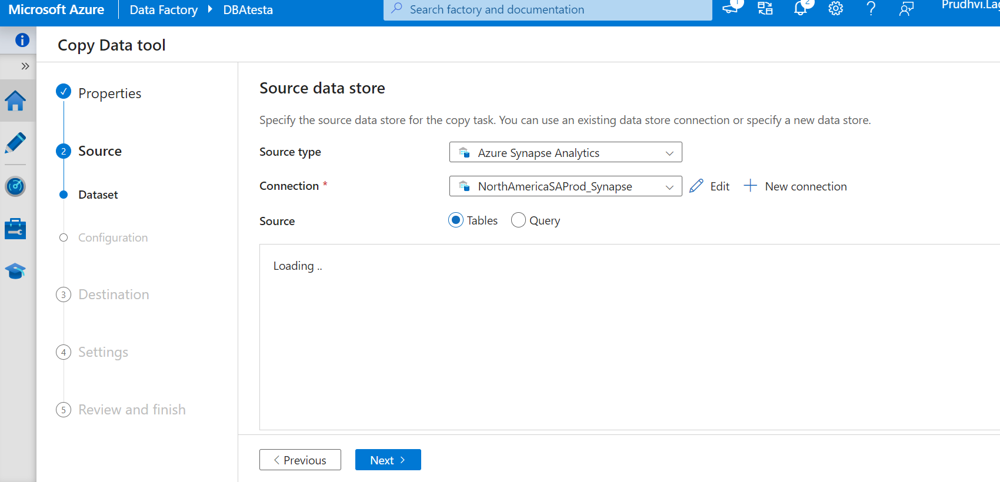 Microsoft Azure
Data Factory
DBAtesta
Search factory and documentation
1
2
Copy Data tool
Properties
2
Source
Dataset
Configuration
3
Destination
4
Settings
5
Review and finish
Source data store
Specify the source data store for the copy task. You can use an existing data store connection or specify a new data store.
Source type
Azure Synapse Analytics
Connection *
NorthAmericaSAProd_Synapse
Edit
New connection
Source
Tables
Query
Loading ..
Previous
Next